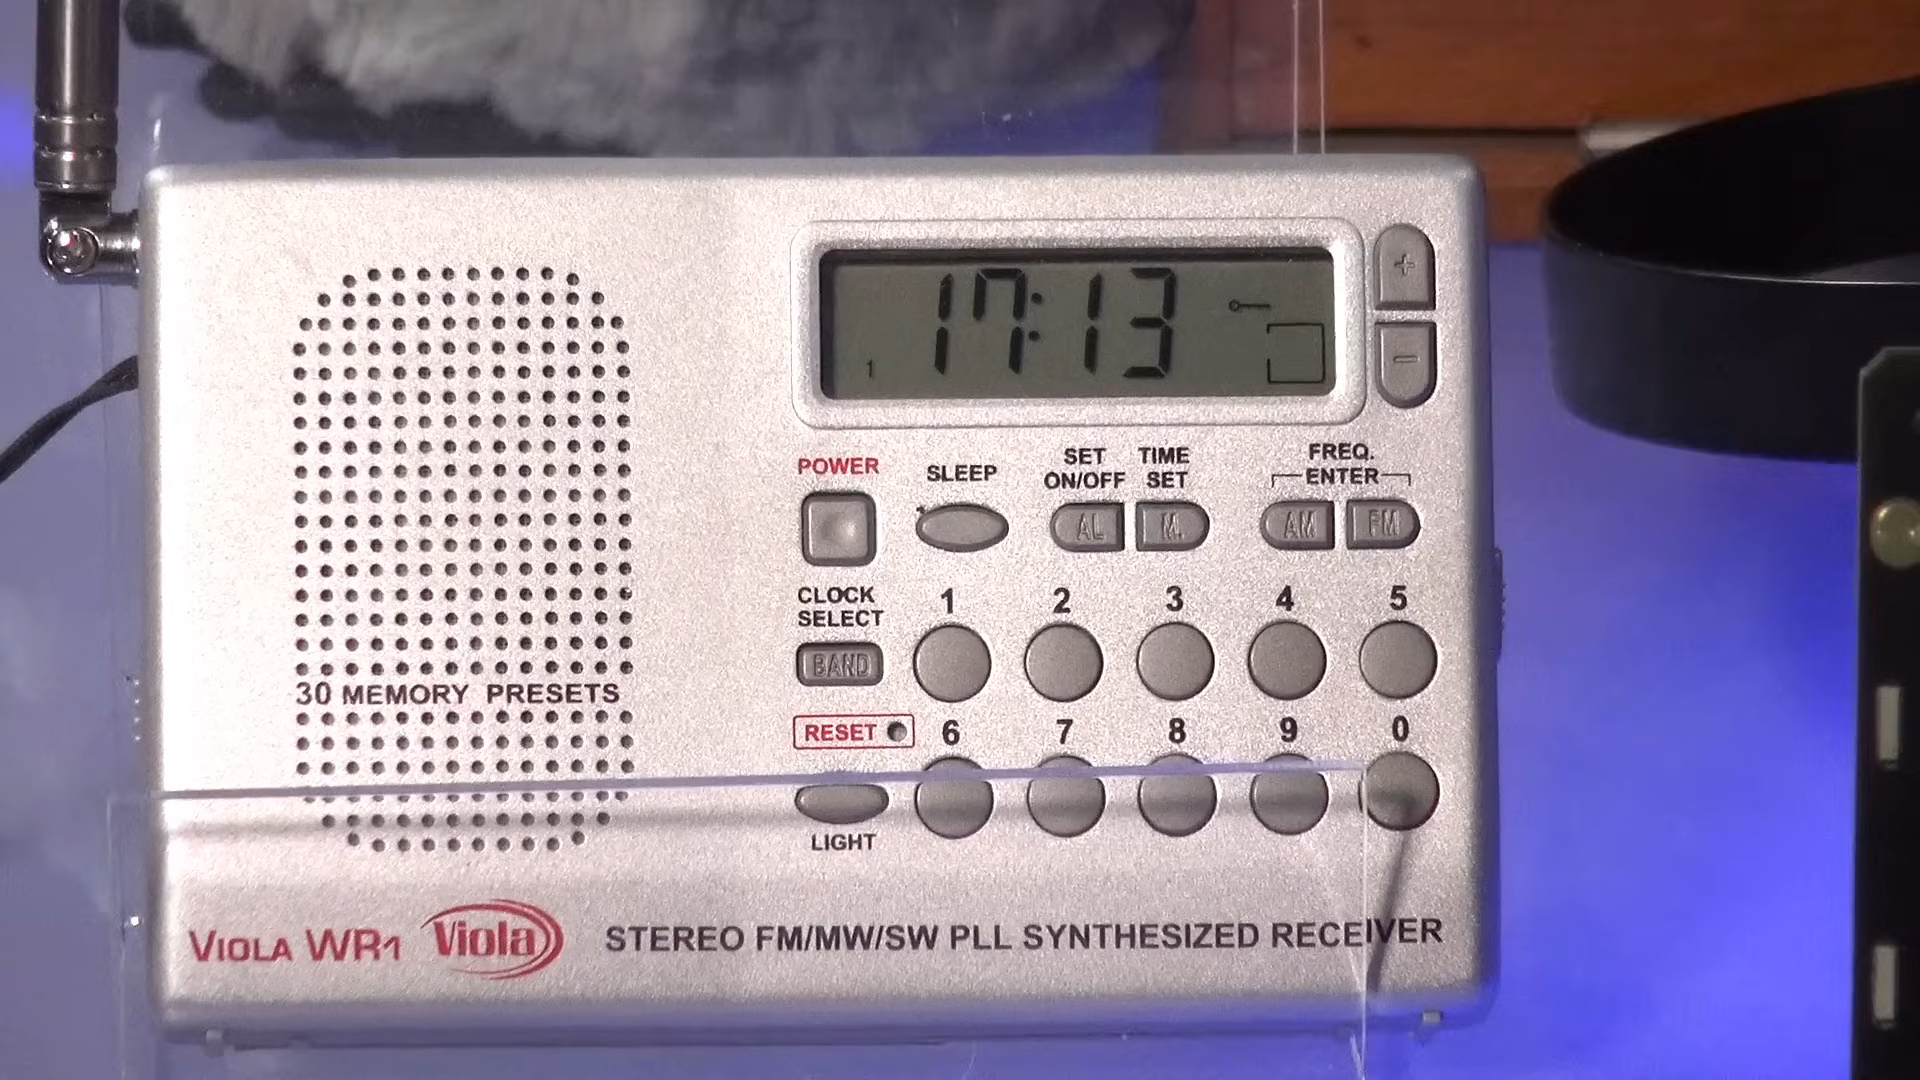 17:13
1
+
-
POWER
SLEEP
SET
ON/OFF
TIME
SET
FREQ.
ENTER
AL
M.
AM
FM
CLOCK
SELECT
BAND
1 2 3 4 5
30 MEMORY PRESETS
RESET
6 7 8 9 0
LIGHT
VIOLA WR1 Viola STEREO FM/MW/SW PLL SYNTHESIZED RECEIVER